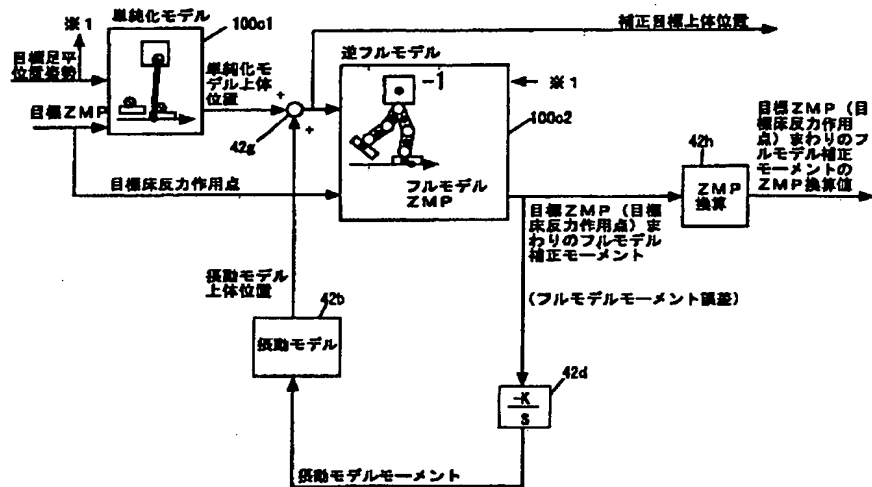 単純化モデル
100c1
※1
目標足平
位置姿勢
目標ZMP
単純化モ
デル上体
位置
+
+
42g
補正目標上体位置
逆フルモデル
-1
※1
100c2
フルモデル
ZMP
目標床反力作用点
42h
ZMP
換算
目標ZMP（目
標床反力作用
点）まわりのフ
ルモデル補正
モーメントの
ZMP換算値
目標ZMP（目標
床反力作用点）ま
わりのフルモデル
補正モーメント
（フルモデルモーメント誤差）
摂動モデル
上体位置
42b
摂動モデル
42d
-K
S
摂動モデルモーメント